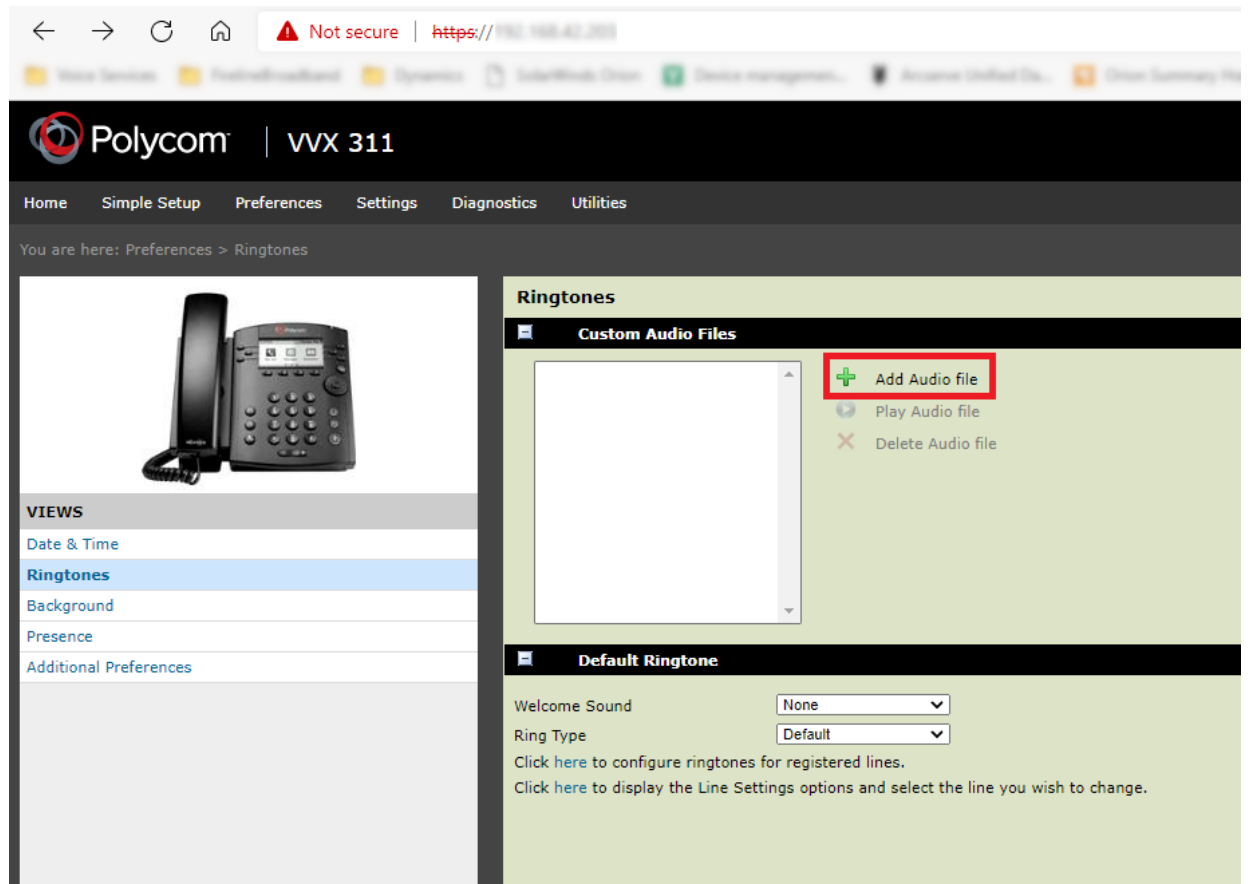 Not secure | https://
Polycom | VVX 311
Home Simple Setup Preferences Settings Diagnostics Utilities
You are here: Preferences > Ringtones
VIEWS
Date & Time
Ringtones
Background
Presence
Additional Preferences
Ringtones
Custom Audio Files
Add Audio file
Play Audio file
Delete Audio file
Default Ringtone
Welcome Sound None
Ring Type Default
Click here to configure ringtones for registered lines.
Click here to display the Line Settings options and select the line you wish to change.